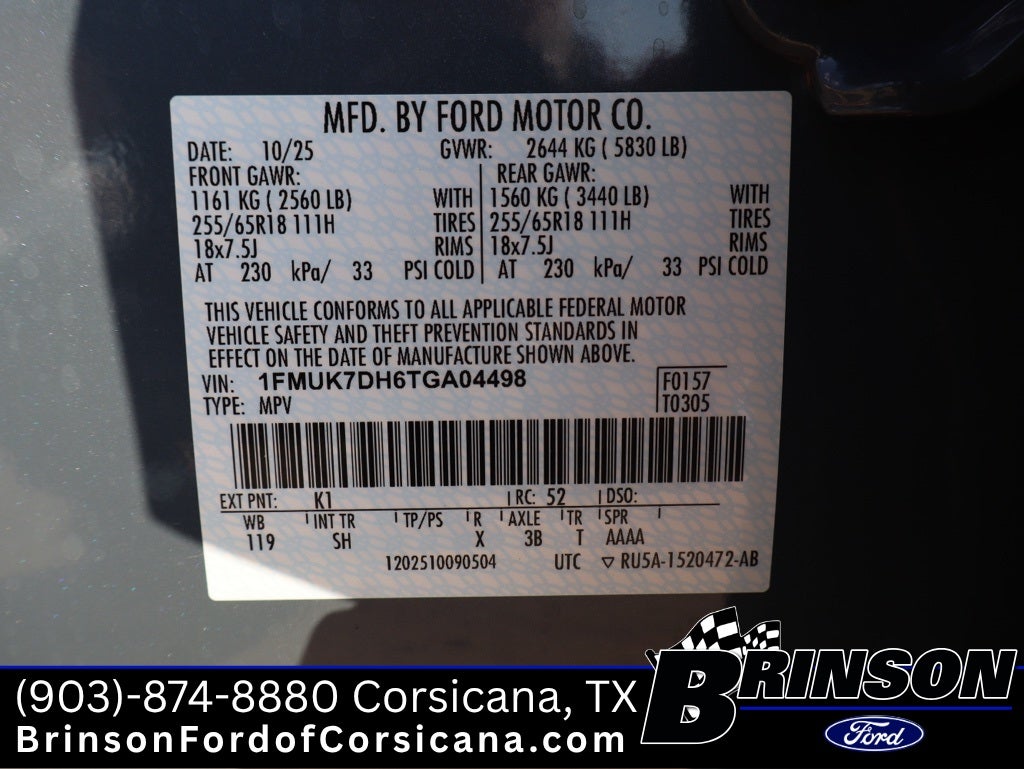 MFD. BY FORD MOTOR CO.
DATE: 10/25 GVWR: 2644 KG ( 5830 LB)
FRONT GAWR: REAR GAWR:
1161 KG ( 2560 LB) WITH 1560 KG ( 3440 LB) WITH
255/65R18 111H TIRES 255/65R18 111H TIRES
18x7.5J RIMS 18x7.5J RIMS
AT 230 kPa/ 33 PSI COLD AT 230 kPa/ 33 PSI COLD
THIS VEHICLE CONFORMS TO ALL APPLICABLE FEDERAL MOTOR
VEHICLE SAFETY AND THEFT PREVENTION STANDARDS IN
EFFECT ON THE DATE OF MANUFACTURE SHOWN ABOVE.
VIN: 1FMUK7DH6TGA04498 F0157
TYPE: MPV T0305
EXT PNT: K1 RC: 52 DSO:
WB INT TR TP/PS R AXLE TR SPR
119 SH X 3B T AAAA
1202510090504 UTC ▽ RU5A-1520472-AB
BRINSON
Ford
(903)-874-8880 Corsicana, TX
BrinsonFordofCorsicana.com